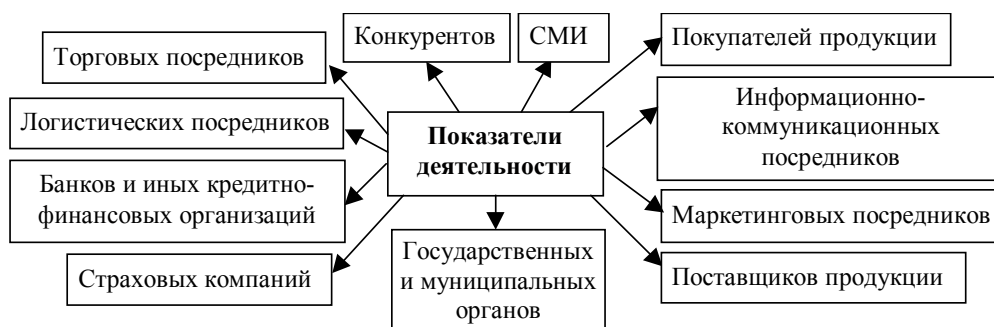 Конкурентов
СМИ
Покупателей продукции
Торговых посредников
Информационно-
коммуникационных
посредников
Логистических посредников
Показатели
деятельности
Банков и иных кредитно-
финансовых организаций
Маркетинговых посредников
Государственных
и муниципальных
органов
Страховых компаний
Поставщиков продукции